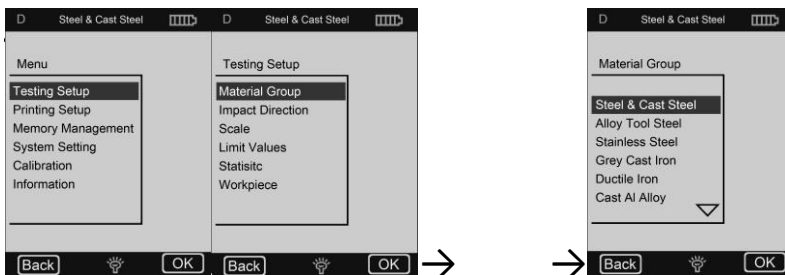 D Steel & Cast Steel
Menu
Testing Setup
Printing Setup
Memory Management
System Setting
Calibration
Information
Back OK
D Steel & Cast Steel
Testing Setup
Material Group
Impact Direction
Scale
Limit Values
Statisitc
Workpiece
Back OK
D Steel & Cast Steel
Material Group
Steel & Cast Steel
Alloy Tool Steel
Stainless Steel
Grey Cast Iron
Ductile Iron
Cast Al Alloy
Back OK